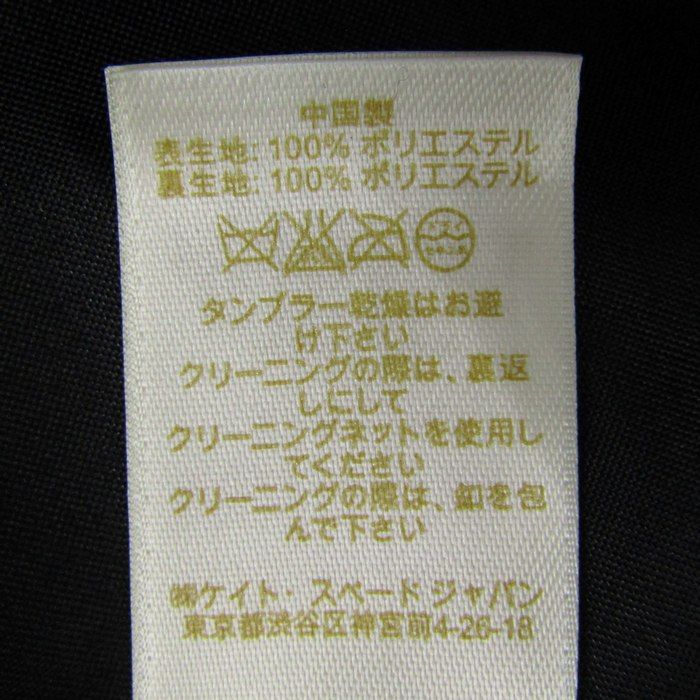 中国製
表生地: 100% ポリエステル
裏生地: 100% ポリエステル
タンブラー乾燥はお避
け下さい
クリーニングの際は、裏返
しにして
クリーニングネットを使用し
てください
クリーニングの際は、釦を包
んで下さい
㈱ケイト・スペード ジャパン
東京都渋谷区神宮前4-26-18